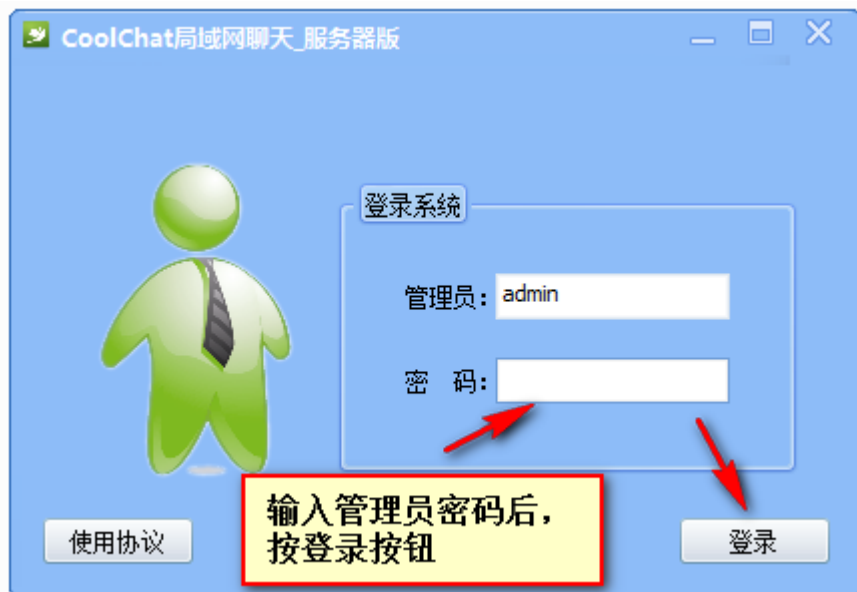 CoolChat局域网聊天_服务器版
登录系统
管理员: admin
密 码:
输入管理员密码后,
按登录按钮
使用协议
登录